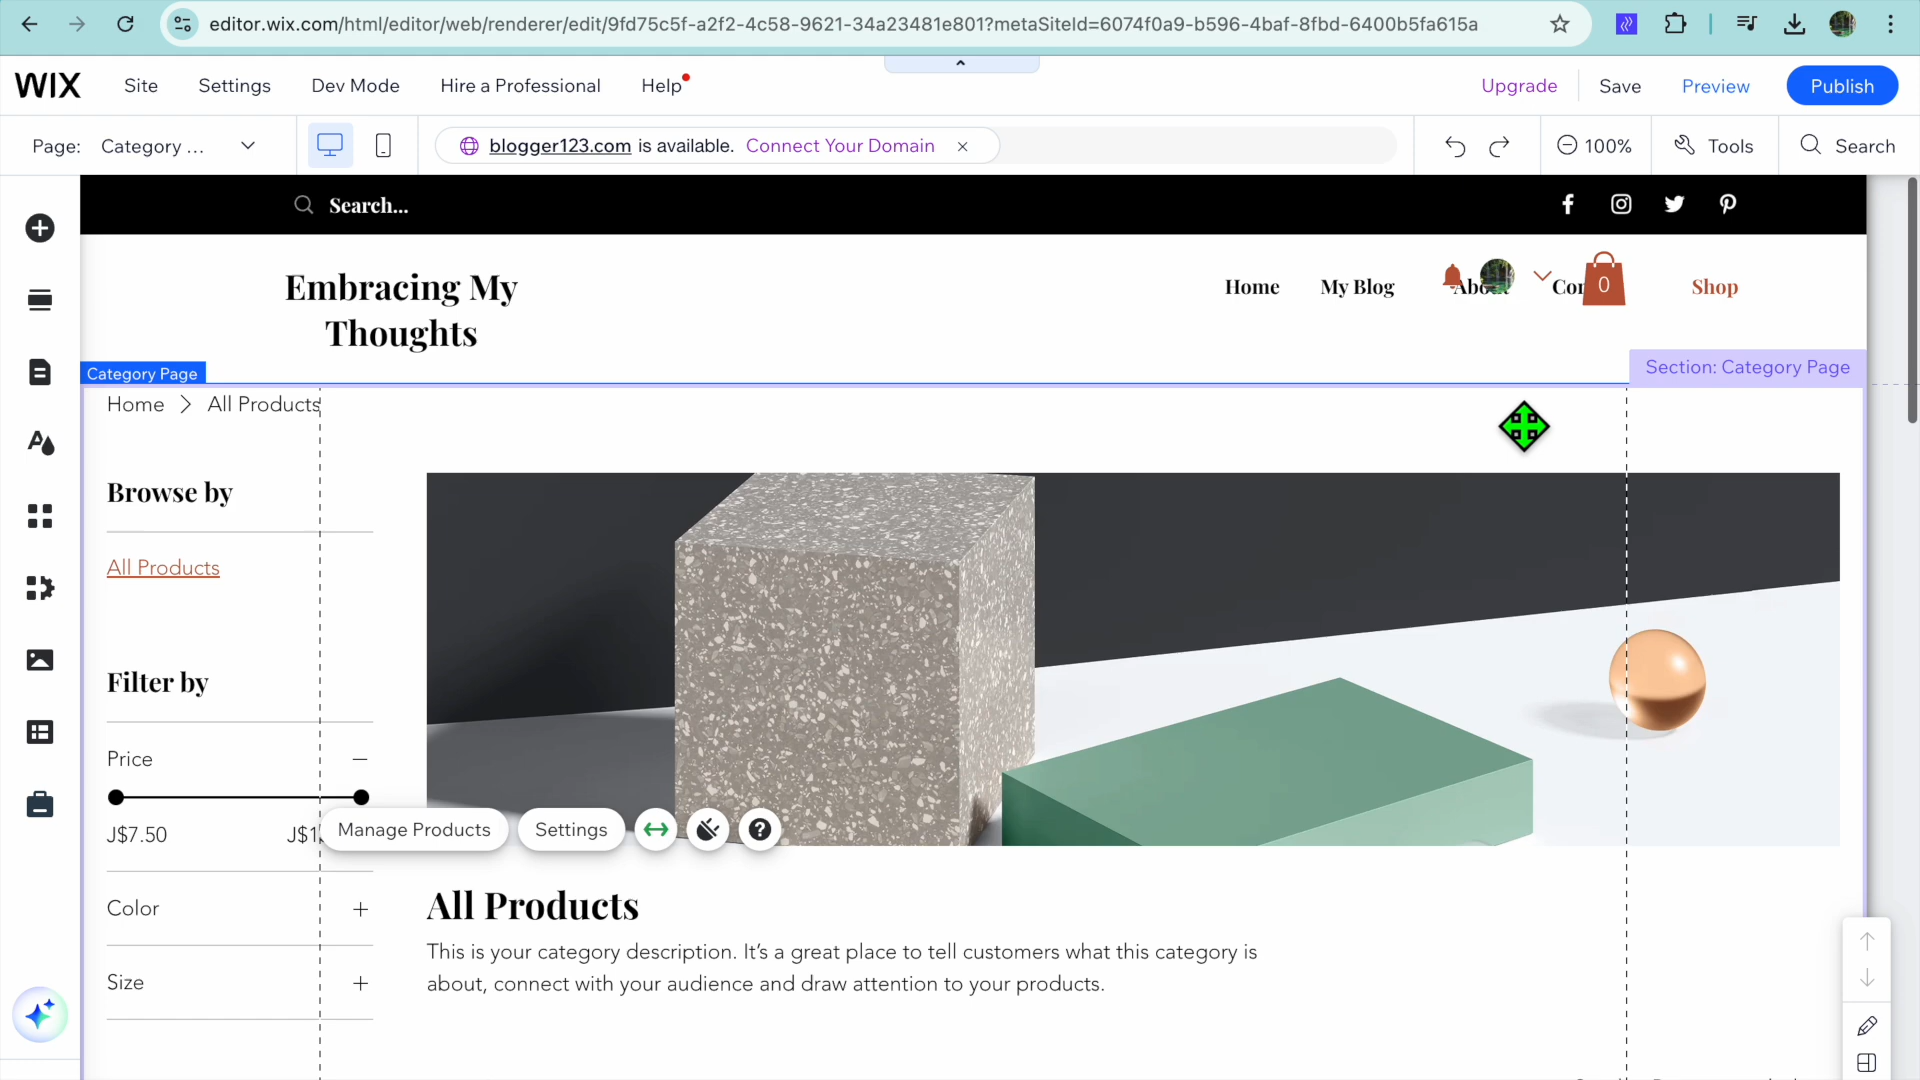 editor.wix.com/html/editor/web/renderer/edit/9fd75c5f-a2f2-4c58-9621-34a23481e801?metaSiteId=6074f0a9-b596-4baf-8fbd-6400b5fa615a
WIX Site Settings Dev Mode Hire a Professional Help Upgrade Save Preview Publish
Page: Category ... blogger123.com is available. Connect Your Domain 100% Tools Search
Search...
Embracing My
Thoughts
Home My Blog About Con 0 Shop
Category Page
Section: Category Page
Home > All Products
Browse by
All Products
Filter by
Price
J$7.50 J$1
Manage Products Settings ?
Color
Size
All Products
This is your category description. It’s a great place to tell customers what this category is
about, connect with your audience and draw attention to your products.